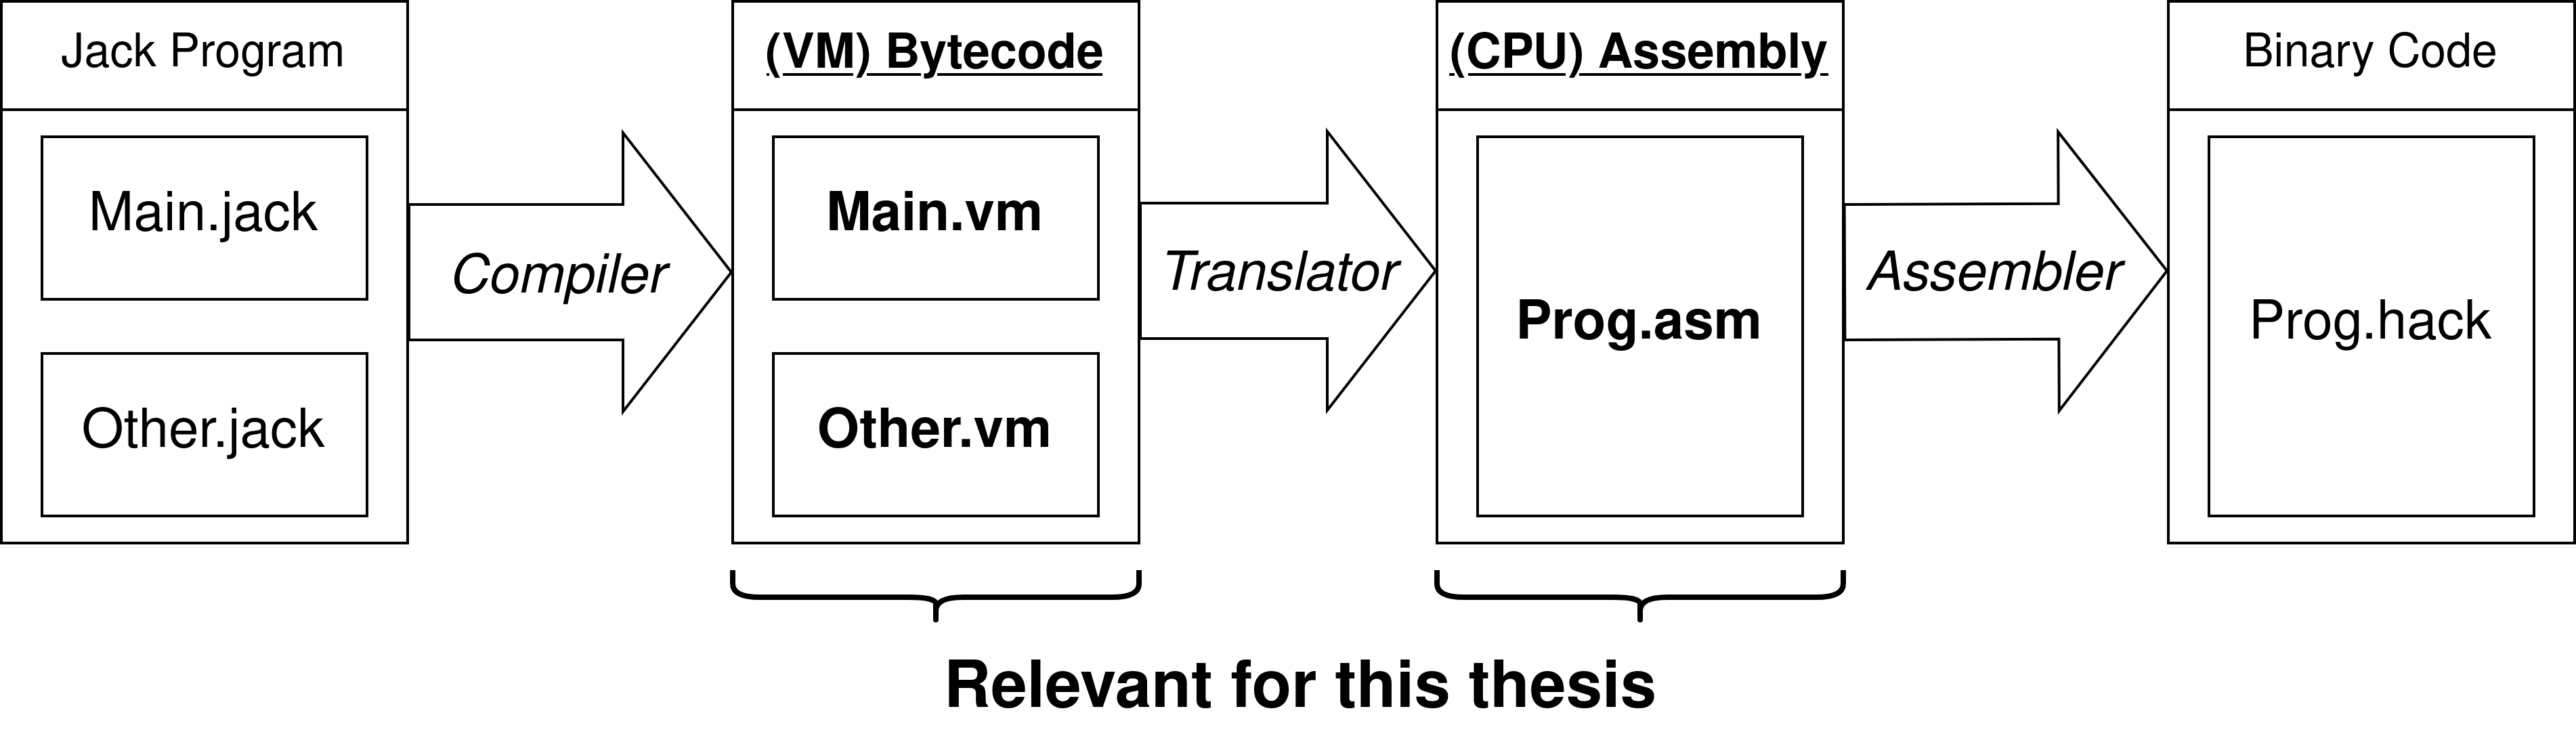 Jack Program
Main.jack
Other.jack
Compiler
(VM) Bytecode
Main.vm
Other.vm
Translator
(CPU) Assembly
Prog.asm
Assembler
Binary Code
Prog.hack
Relevant for this thesis